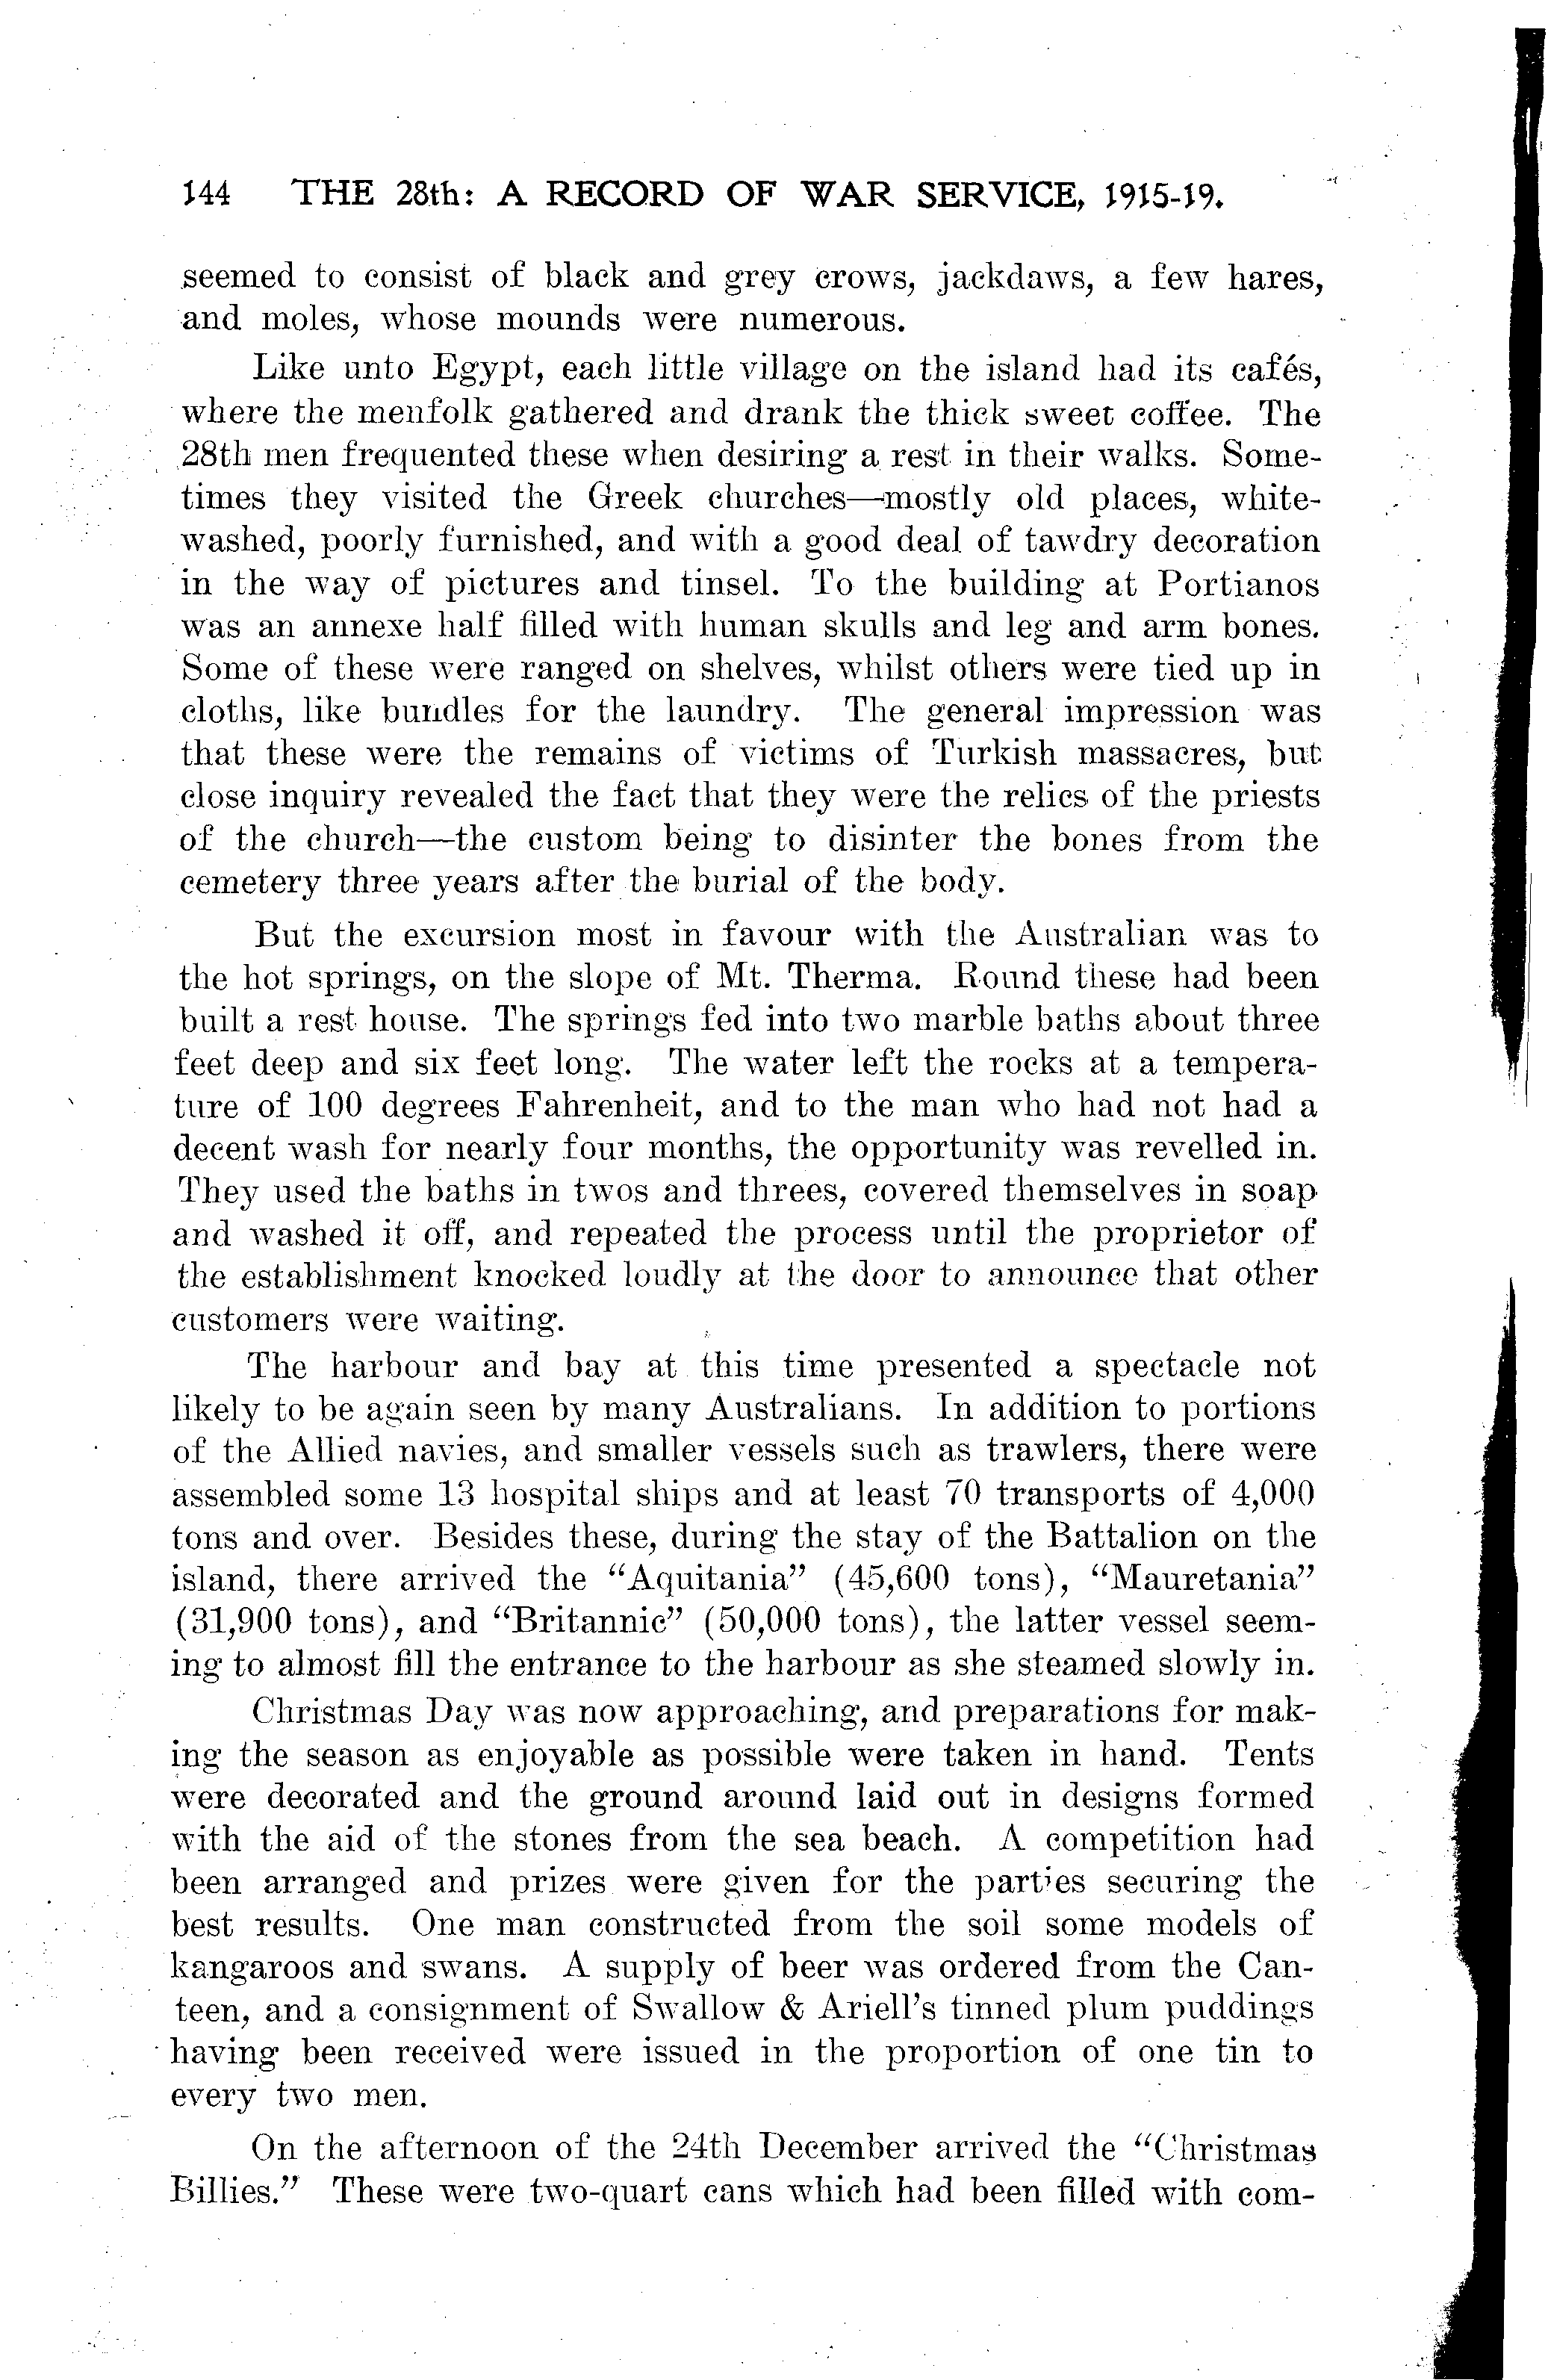 144 THE 28th: A RECORD OF WAR SERVICE, 1915-19.
seemed to consist of black and grey crows, jackdaws, a few hares,
and moles, whose mounds were numerous.
Like unto Egypt, each little village on the island had its cafés,
where the menfolk gathered and drank the thick sweet coffee. The
28th men frequented these when desiring a rest in their walks. Some-
times they visited the Greek churches—mostly old places, white-
washed, poorly furnished, and with a good deal of tawdry decoration
in the way of pictures and tinsel. To the building at Portianos
was an annexe half filled with human skulls and leg and arm bones.
Some of these were ranged on shelves, whilst others were tied up in
cloths, like bundles for the laundry. The general impression was
that these were the remains of victims of Turkish massacres, but
close inquiry revealed the fact that they were the relics of the priests
of the church—the custom being to disinter the bones from the
cemetery three years after the burial of the body.
But the excursion most in favour with the Australian was to
the hot springs, on the slope of Mt. Therma. Round these had been
built a rest house. The springs fed into two marble baths about three
feet deep and six feet long. The water left the rocks at a tempera-
ture of 100 degrees Fahrenheit, and to the man who had not had a
decent wash for nearly four months, the opportunity was revelled in.
They used the baths in twos and threes, covered themselves in soap
and washed it off, and repeated the process until the proprietor of
the establishment knocked loudly at the door to announce that other
customers were waiting.
The harbour and bay at this time presented a spectacle not
likely to be again seen by many Australians. In addition to portions
of the Allied navies, and smaller vessels such as trawlers, there were
assembled some 13 hospital ships and at least 70 transports of 4,000
tons and over. Besides these, during the stay of the Battalion on the
island, there arrived the "Aquitania" (45,600 tons), "Mauretania"
(31,900 tons), and "Britannic" (50,000 tons), the latter vessel seem-
ing to almost fill the entrance to the harbour as she steamed slowly in.
Christmas Day was now approaching, and preparations for mak-
ing the season as enjoyable as possible were taken in hand. Tents
were decorated and the ground around laid out in designs formed
with the aid of the stones from the sea beach. A competition had
been arranged and prizes were given for the parties securing the
best results. One man constructed from the soil some models of
kangaroos and swans. A supply of beer was ordered from the Can-
teen, and a consignment of Swallow & Ariell's tinned plum puddings
having been received were issued in the proportion of one tin to
every two men.
On the afternoon of the 24th December arrived the "Christmas
Billies." These were two-quart cans which had been filled with com-